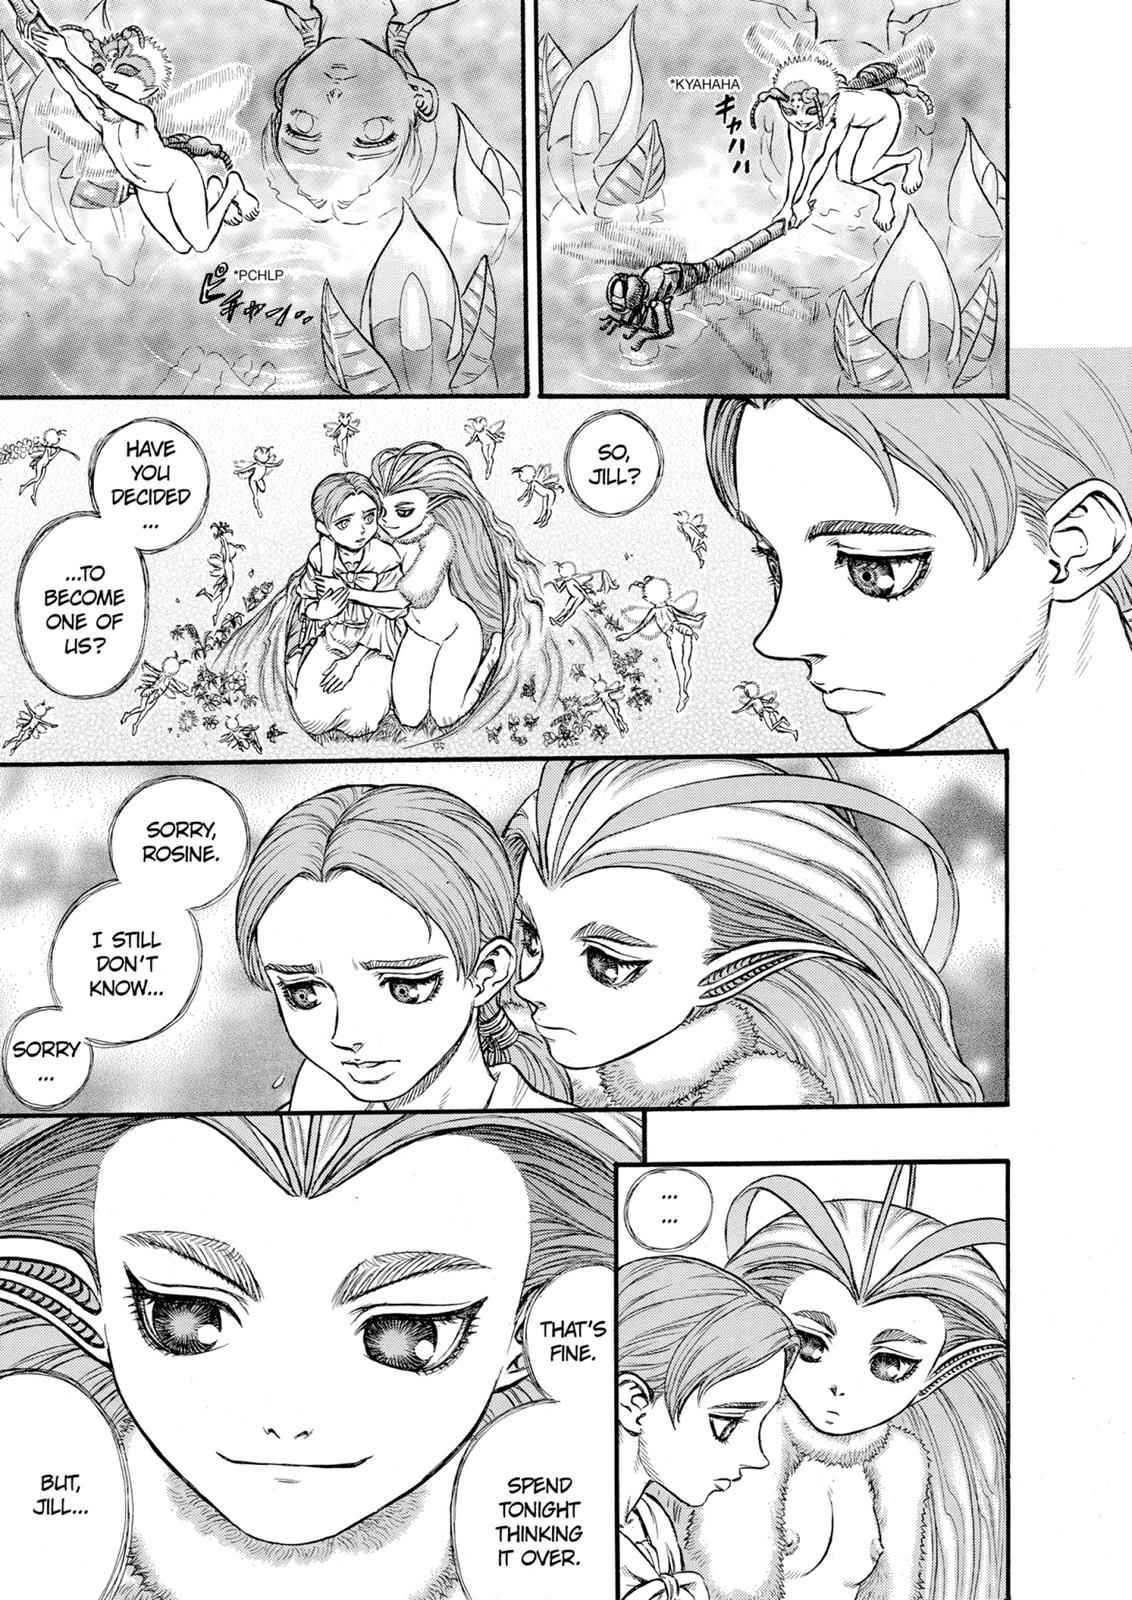 *KYAHAHA
キャハハ
*PCHLP
ピチャ
SO,
JILL?
HAVE
YOU
DECIDED
...
...TO
BECOME
ONE OF
US?
SORRY,
ROSINE.
I STILL
DON'T
KNOW...
SORRY
...
...
...
THAT'S
FINE.
SPEND
TONIGHT
THINKING
IT OVER.
BUT,
JILL...